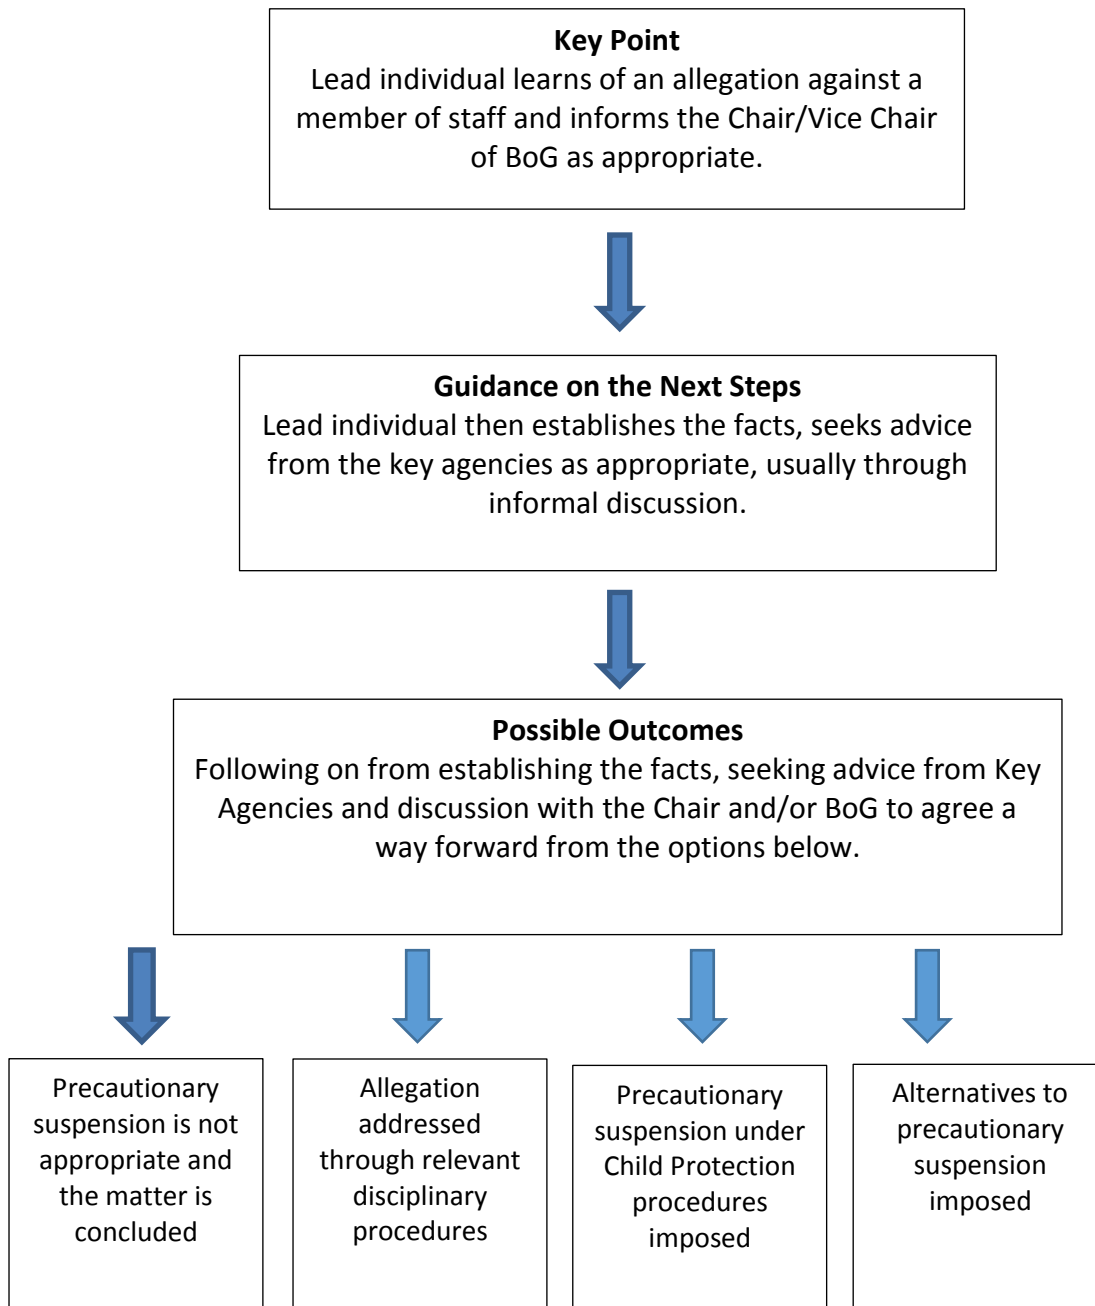 Key Point
Lead individual learns of an allegation against a
member of staff and informs the Chair/Vice Chair
of BoG as appropriate.
Guidance on the Next Steps
Lead individual then establishes the facts, seeks advice
from the key agencies as appropriate, usually through
informal discussion.
Possible Outcomes
Following on from establishing the facts, seeking advice from Key
Agencies and discussion with the Chair and/or BoG to agree a
way forward from the options below.
Precautionary
suspension is not
appropriate and
the matter is
concluded
Allegation
addressed
through relevant
disciplinary
procedures
Precautionary
suspension under
Child Protection
procedures
imposed
Alternatives to
precautionary
suspension
imposed